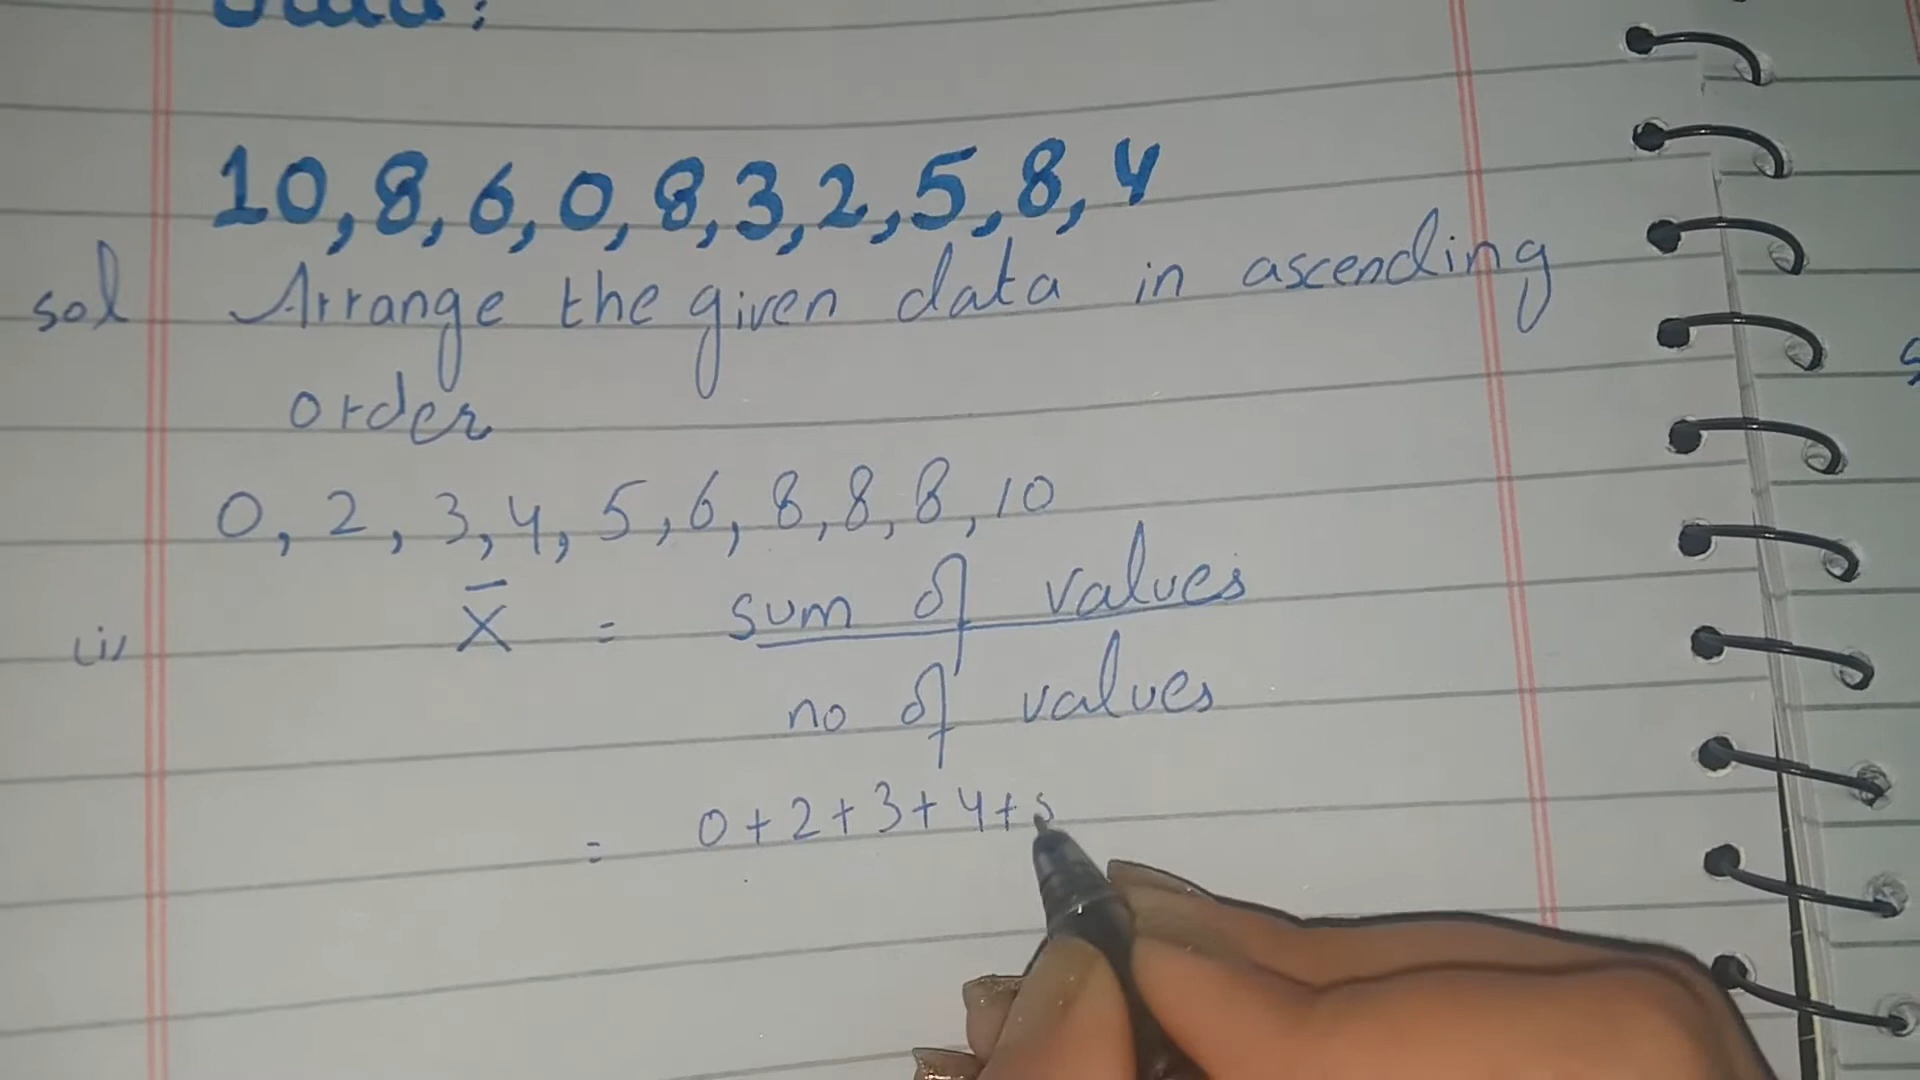 Data:
10, 8, 6, 0, 8, 3, 2, 5, 8, 4
sol Arrange the given data in ascending
order
0, 2, 3, 4, 5, 6, 8, 8, 8, 10
X̄ = sum of values
no of values
= 0 + 2 + 3 + 4 + 5